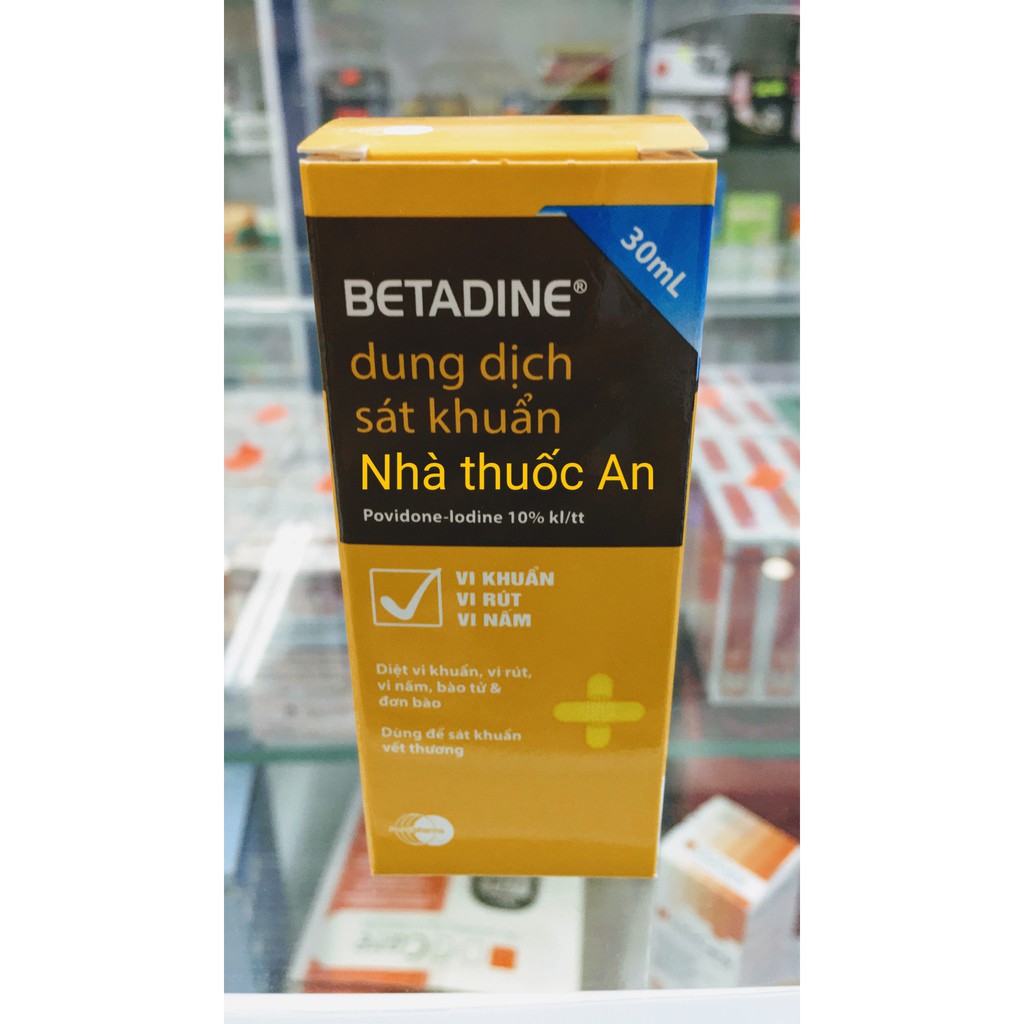 30mL
BETADINE®
dung dịch
sát khuẩn
Nhà thuốc An
Povidone-Iodine 10% kl/tt
VI KHUẨN
VI RÚT
VI NẤM
Diệt vi khuẩn, vi rút,
vi nấm, bào tử &
đơn bào
Dùng để sát khuẩn
vết thương